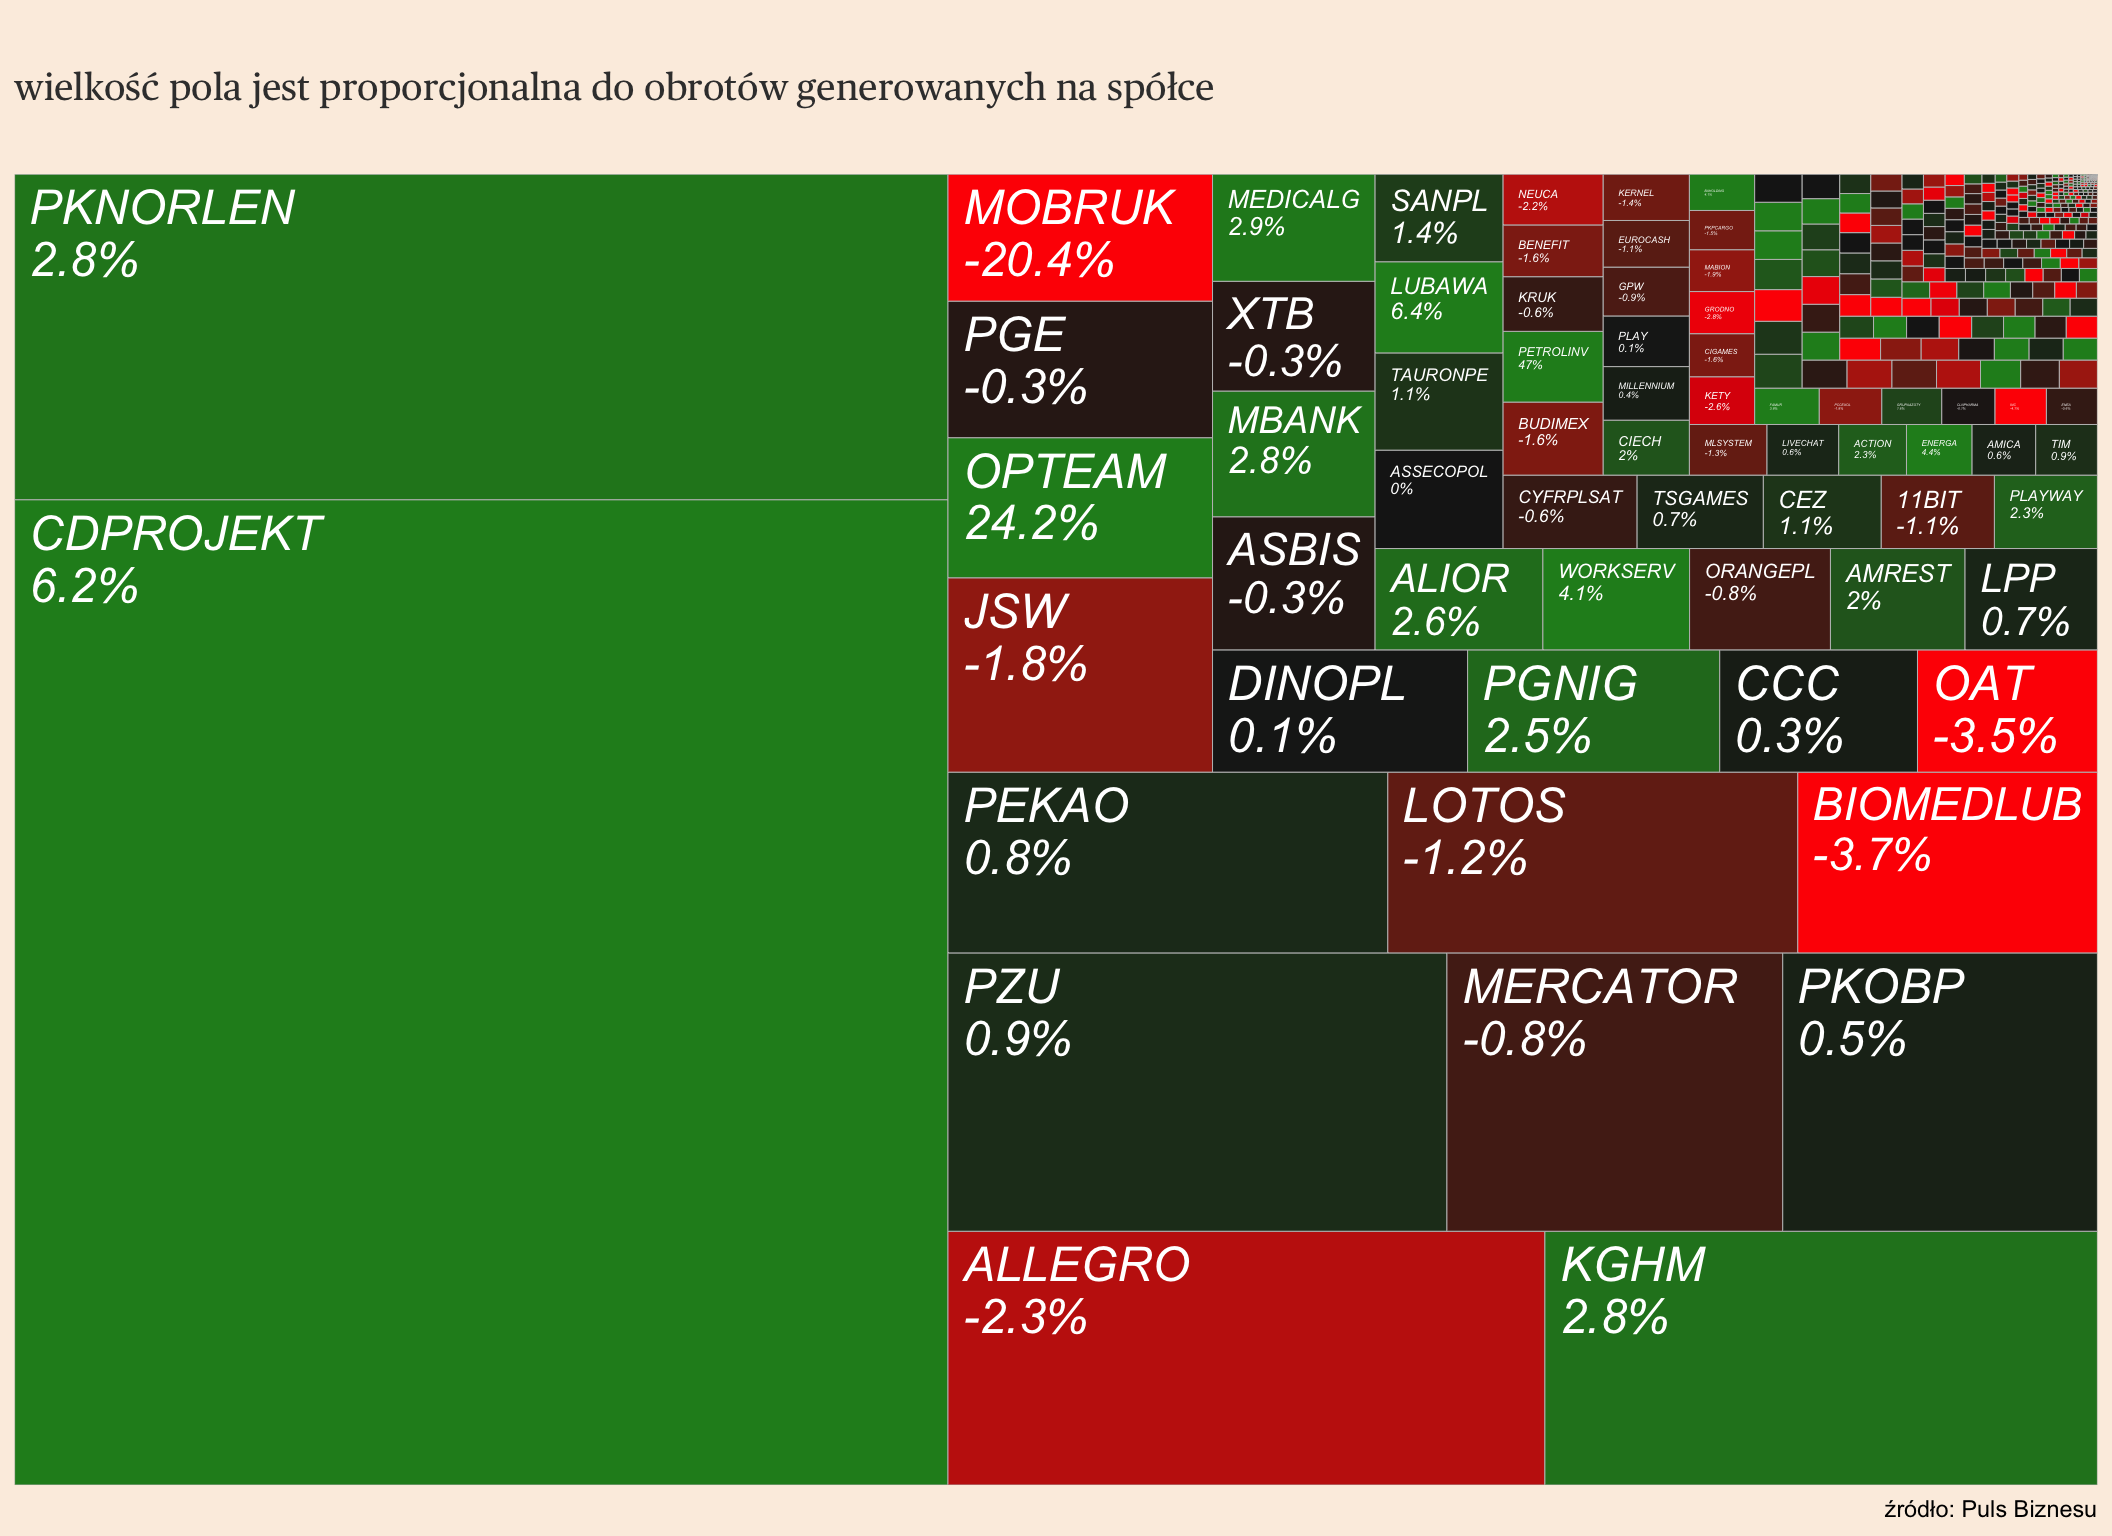 wielkość pola jest proporcjonalna do obrotów generowanych na spółce
PKNORLEN
2.8%
CDPROJEKT
6.2%
MOBRUK
-20.4%
PGE
-0.3%
OPTEAM
24.2%
JSW
-1.8%
MEDICALG
2.9%
XTB
-0.3%
MBANK
2.8%
ASBIS
-0.3%
SANPL
1.4%
LUBAWA
6.4%
TAURONPE
1.1%
ASSECOPOL
0%
NEUCA
-2.2%
BENEFIT
-1.6%
KRUK
-0.6%
PETROLINV
47%
BUDIMEX
-1.6%
KERNEL
-1.4%
EUROCASH
-1.1%
GPW
-0.9%
PLAY
0.1%
MILLENNIUM
0.4%
CIECH
2%
PKPCARGO
-1.5%
MABION
-1.9%
GRODNO
-2.8%
CIGAMES
-1.6%
KETY
-2.6%
MLSYSTEM
-1.3%
LIVECHAT
0.6%
ACTION
2.3%
ENERGA
4.4%
AMICA
0.6%
TIM
0.9%
CYFRPLSAT
-0.6%
TSGAMES
0.7%
CEZ
1.1%
11BIT
-1.1%
PLAYWAY
2.3%
ALIOR
2.6%
WORKSERV
4.1%
ORANGEPL
-0.8%
AMREST
2%
LPP
0.7%
DINOPL
0.1%
PGNIG
2.5%
CCC
0.3%
OAT
-3.5%
PEKAO
0.8%
LOTOS
-1.2%
BIOMEDLUB
-3.7%
PZU
0.9%
MERCATOR
-0.8%
PKOBP
0.5%
ALLEGRO
-2.3%
KGHM
2.8%
źródło: Puls Biznesu